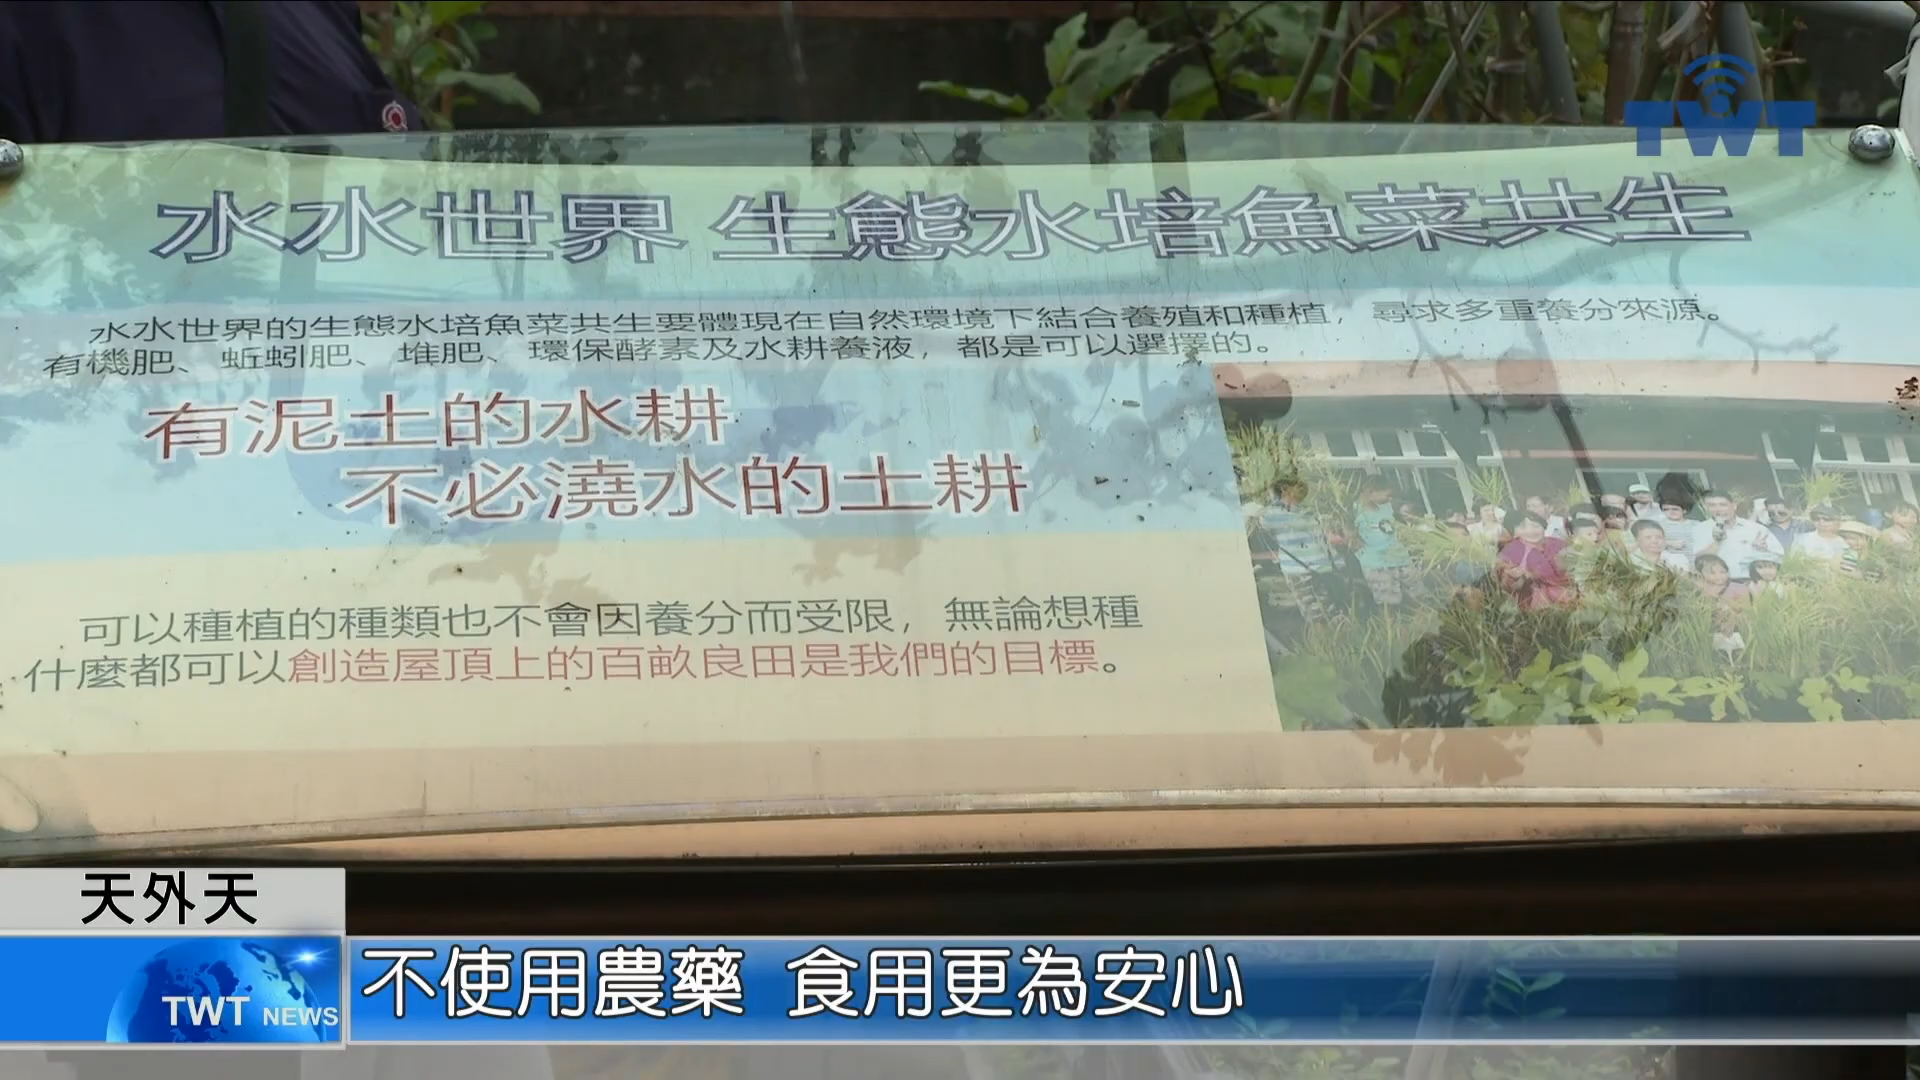 TWT
水水世界 生態水培魚菜共生
水水世界的生態水培魚菜共生要體現在自然環境下結合養殖和種植，尋求多重養分來源。
有機肥、蚯蚓肥、堆肥、環保酵素及水耕養液，都是可以選擇的。
有泥土的水耕
不必澆水的土耕
可以種植的種類也不會因養分而受限，無論想種
什麼都可以創造屋頂上的百畝良田是我們的目標。
天外天
TWT NEWS
不使用農藥 食用更為安心